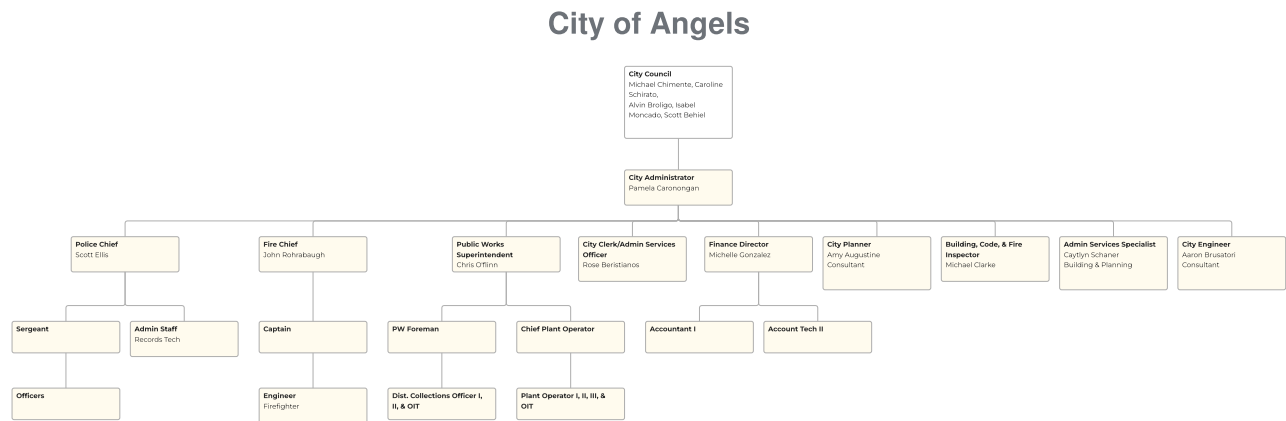 City of Angels
City Council
Michael Chimente, Caroline
Schirato,
Alvin Broligo, Isabel
Moncado, Scott Behiel
City Administrator
Pamela Caronongan
Police Chief
Scott Ellis
Fire Chief
John Rohrabaugh
Public Works
Superintendent
Chris O'flinn
City Clerk/Admin Services
Officer
Rose Beristianos
Finance Director
Michelle Gonzalez
City Planner
Amy Augustine
Consultant
Building, Code, & Fire
Inspector
Michael Clarke
Admin Services Specialist
Caytlyn Schaner
Building & Planning
City Engineer
Aaron Brusatori
Consultant
Sergeant
Admin Staff
Records Tech
Captain
PW Foreman
Chief Plant Operator
Accountant I
Account Tech II
Officers
Engineer
Firefighter
Dist. Collections Officer I,
II, & OIT
Plant Operator I, II, III, &
OIT